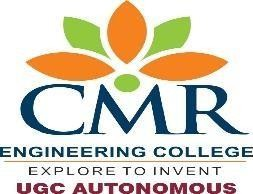 CMR
ENGINEERING COLLEGE
EXPLORE TO INVENT
UGC AUTONOMOUS